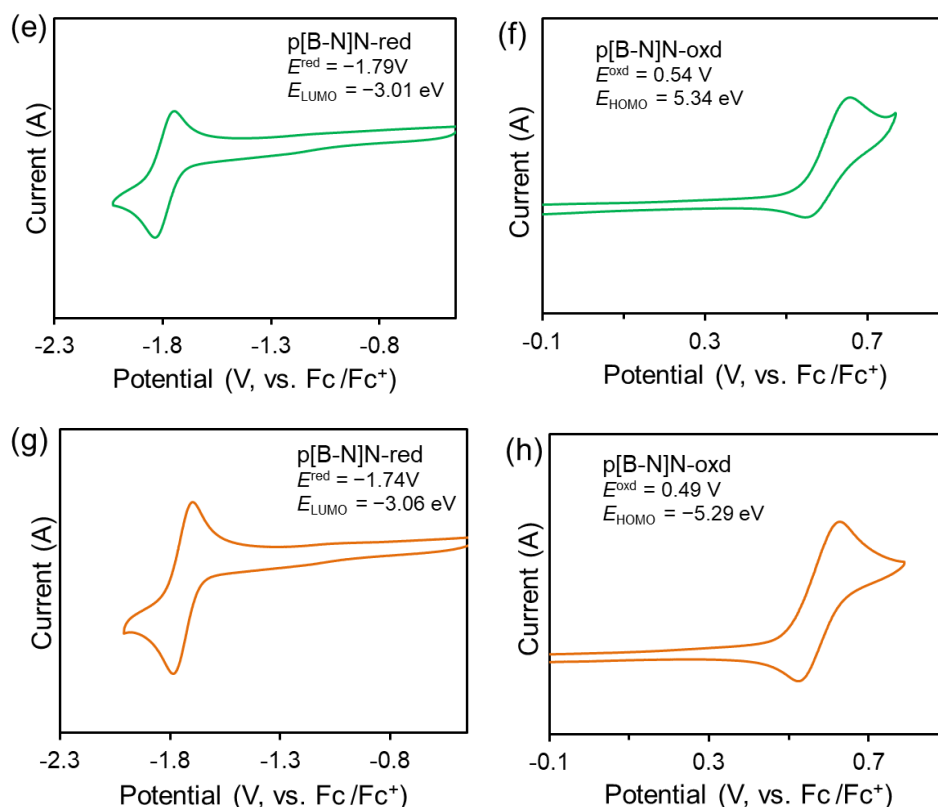 (e)
p[B-N]N-red
E^red = −1.79V
E_LUMO = −3.01 eV
Current (A)
-2.3 -1.8 -1.3 -0.8
Potential (V, vs. Fc/Fc⁺)
(f)
p[B-N]N-oxd
E^oxd = 0.54 V
E_HOMO = 5.34 eV
Current (A)
-0.1 0.3 0.7
Potential (V, vs. Fc/Fc⁺)
(g)
p[B-N]N-red
E^red = −1.74V
E_LUMO = −3.06 eV
Current (A)
-2.3 -1.8 -1.3 -0.8
Potential (V, vs. Fc/Fc⁺)
(h)
p[B-N]N-oxd
E^oxd = 0.49 V
E_HOMO = −5.29 eV
Current (A)
-0.1 0.3 0.7
Potential (V, vs. Fc/Fc⁺)